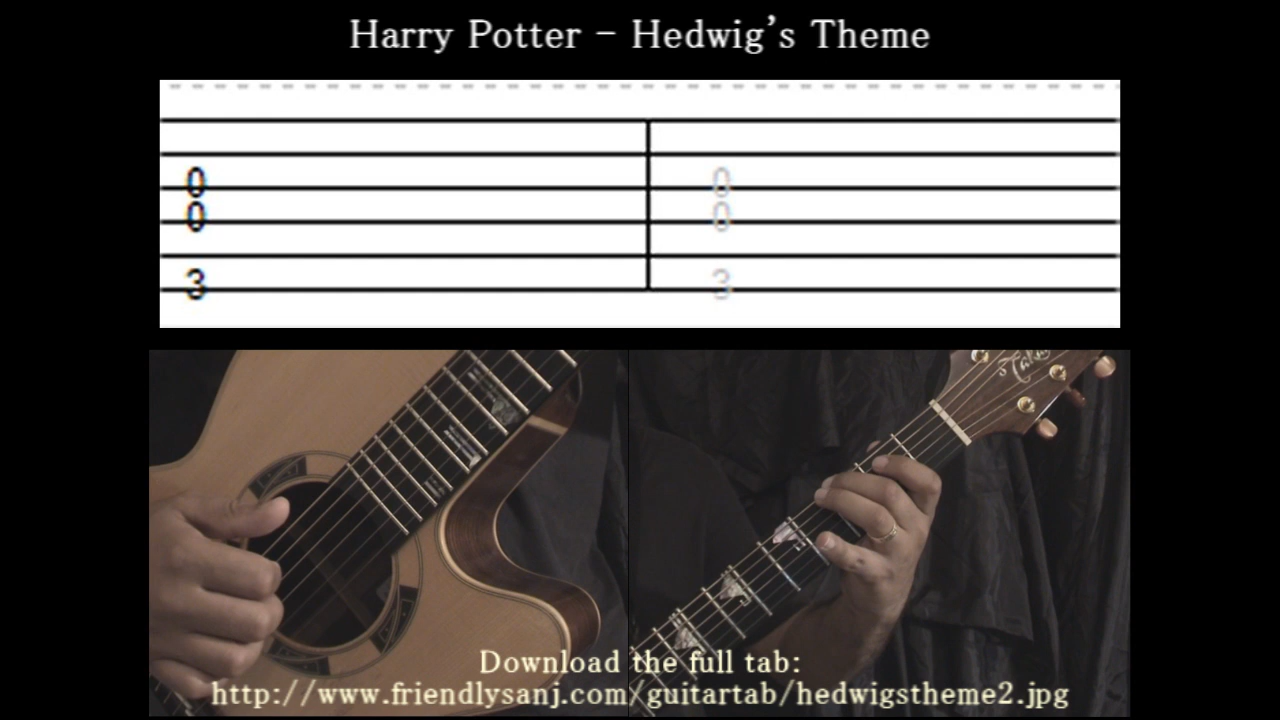 Harry Potter – Hedwig's Theme
0 0
0 0
3 3
Download the full tab:
http://www.friendlysanj.com/guitartab/hedwigstheme2.jpg